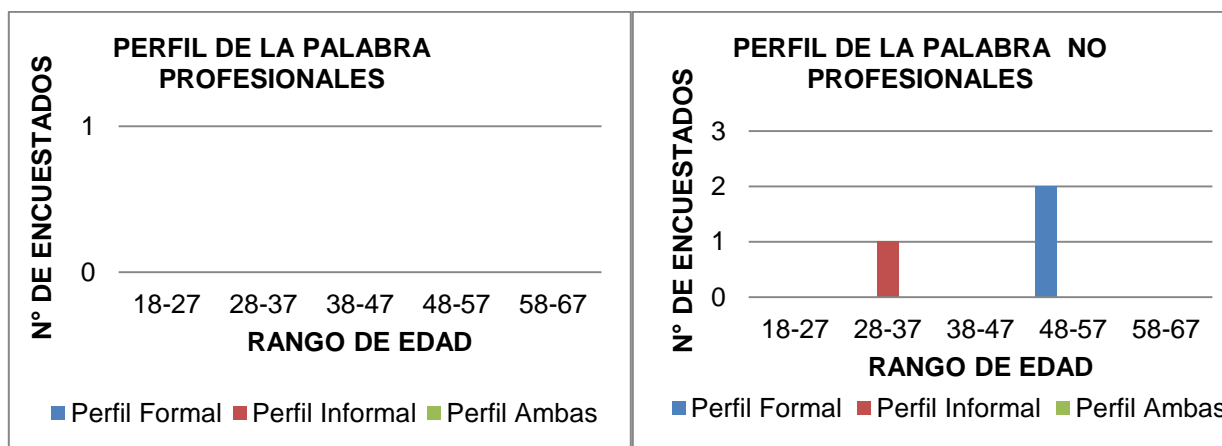 PERFIL DE LA PALABRA
PROFESIONALES
N° DE ENCUESTADOS
1
0
18-27 28-37 38-47 48-57 58-67
RANGO DE EDAD
Perfil Formal Perfil Informal Perfil Ambas
PERFIL DE LA PALABRA NO
PROFESIONALES
N° DE ENCUESTADOS
3
2
1
0
18-27 28-37 38-47 48-57 58-67
RANGO DE EDAD
Perfil Formal Perfil Informal Perfil Ambas